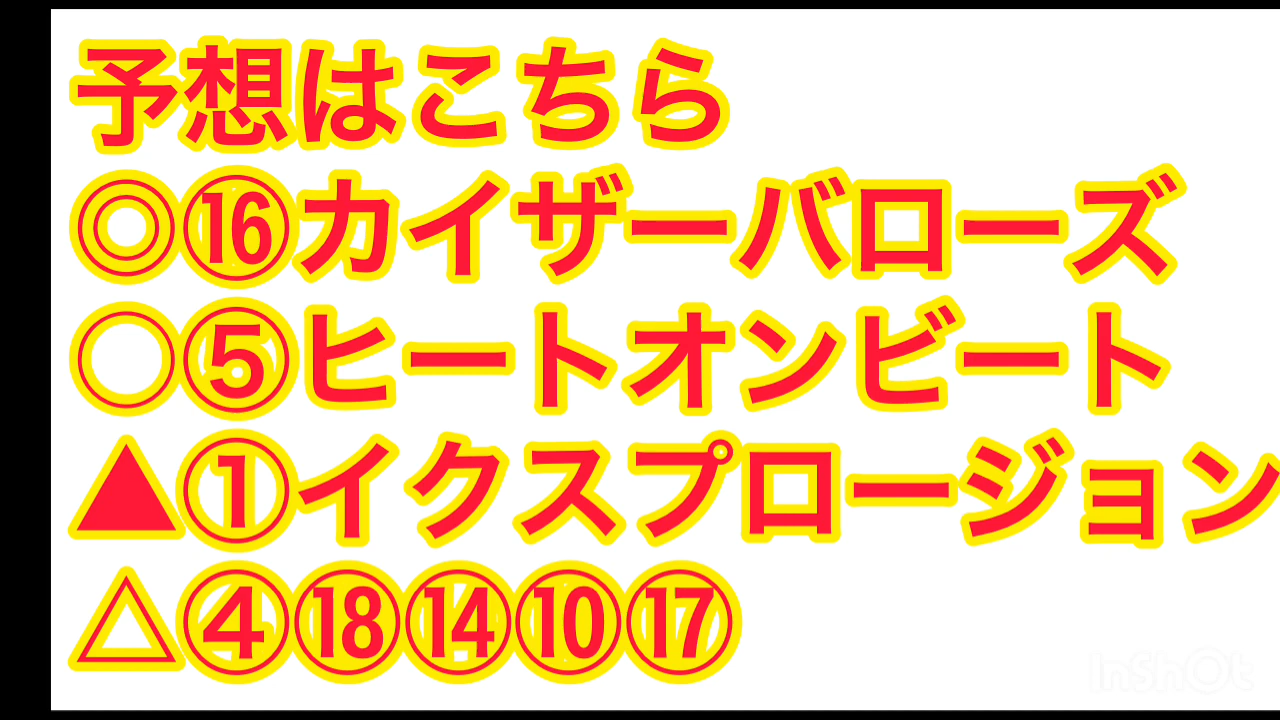 予想はこちら
◎⑯カイザーバローズ
○⑤ヒートオンビート
▲①イクスプロージョン
△④⑱⑭⑩⑰
InShOt